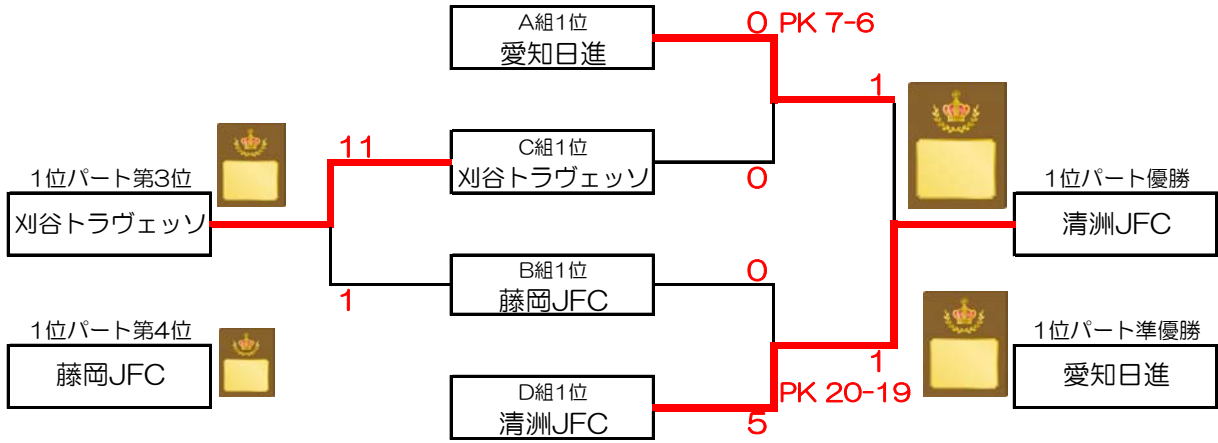 A組1位
愛知日進
0 PK 7-6
1
C組1位
刈谷トラヴェッソ
11
0
1位パート第3位
刈谷トラヴェッソ
1位パート優勝
清洲JFC
B組1位
藤岡JFC
0
1
1位パート第4位
藤岡JFC
1位パート準優勝
愛知日進
1
D組1位
清洲JFC
PK 20-19
5